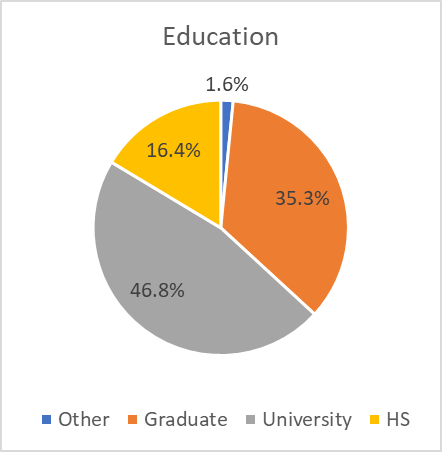 Education
1.6%
16.4%
35.3%
46.8%
Other Graduate University HS